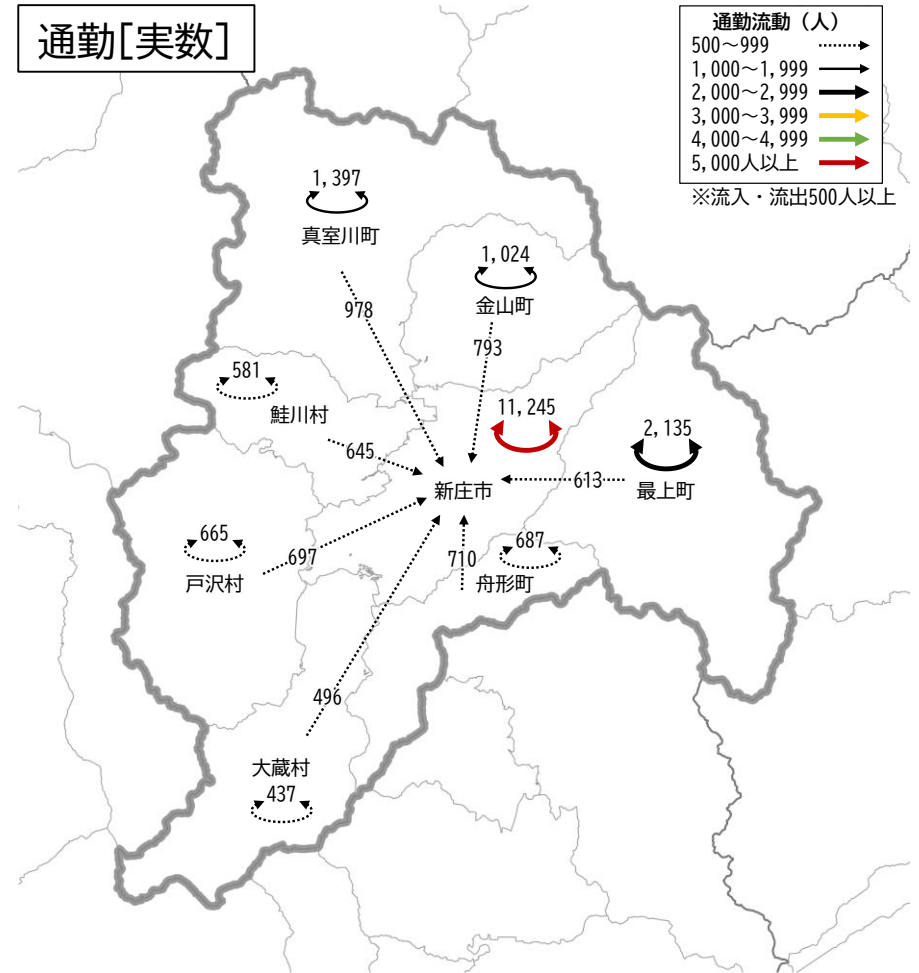 通勤[実数]
通勤流動（人）
500～999
1,000～1,999
2,000～2,999
3,000～3,999
4,000～4,999
5,000人以上
※流入・流出500人以上
1,397
真室川町
1,024
金山町
978
793
581
鮭川村
11,245
2,135
645
613
新庄市
最上町
665
697
戸沢村
710
687
舟形町
496
大蔵村
437